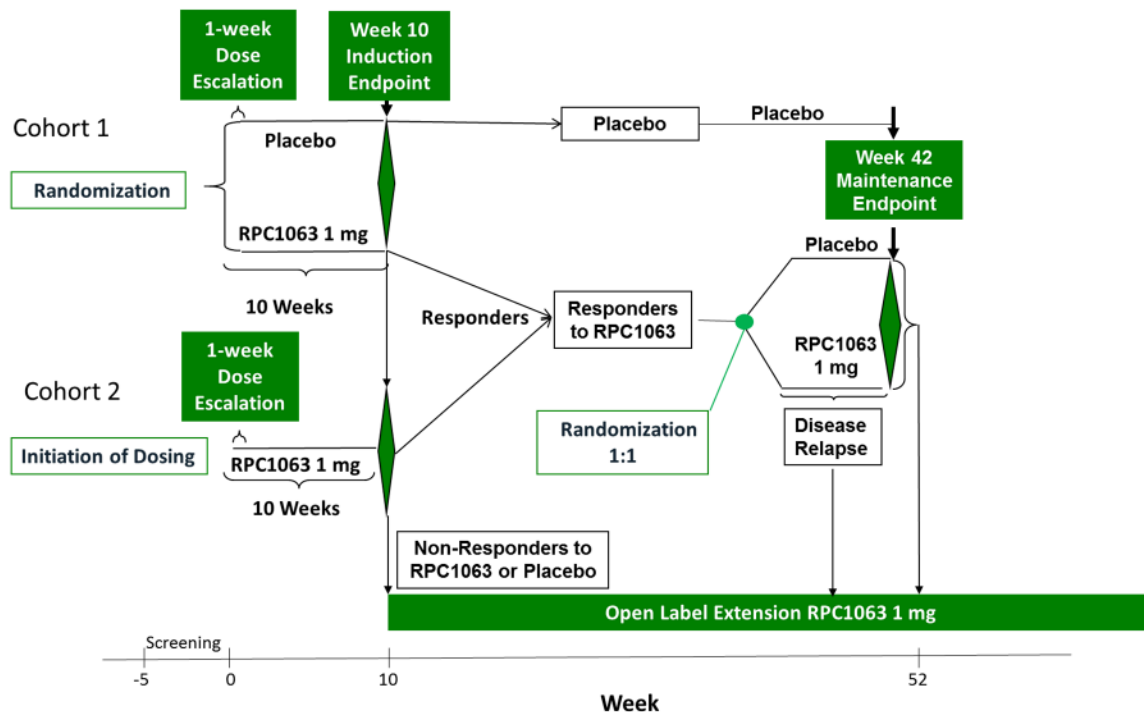 1-week
Dose
Escalation
Week 10
Induction
Endpoint
Cohort 1
Placebo
Placebo
Placebo
Randomization
Week 42
Maintenance
Endpoint
RPC1063 1 mg
Placebo
10 Weeks
Responders
Responders
to RPC1063
RPC1063
1 mg
1-week
Dose
Escalation
Cohort 2
Randomization
1:1
Disease
Relapse
Initiation of Dosing
RPC1063 1 mg
10 Weeks
Non-Responders to
RPC1063 or Placebo
Open Label Extension RPC1063 1 mg
Screening
-5
0
10
52
Week